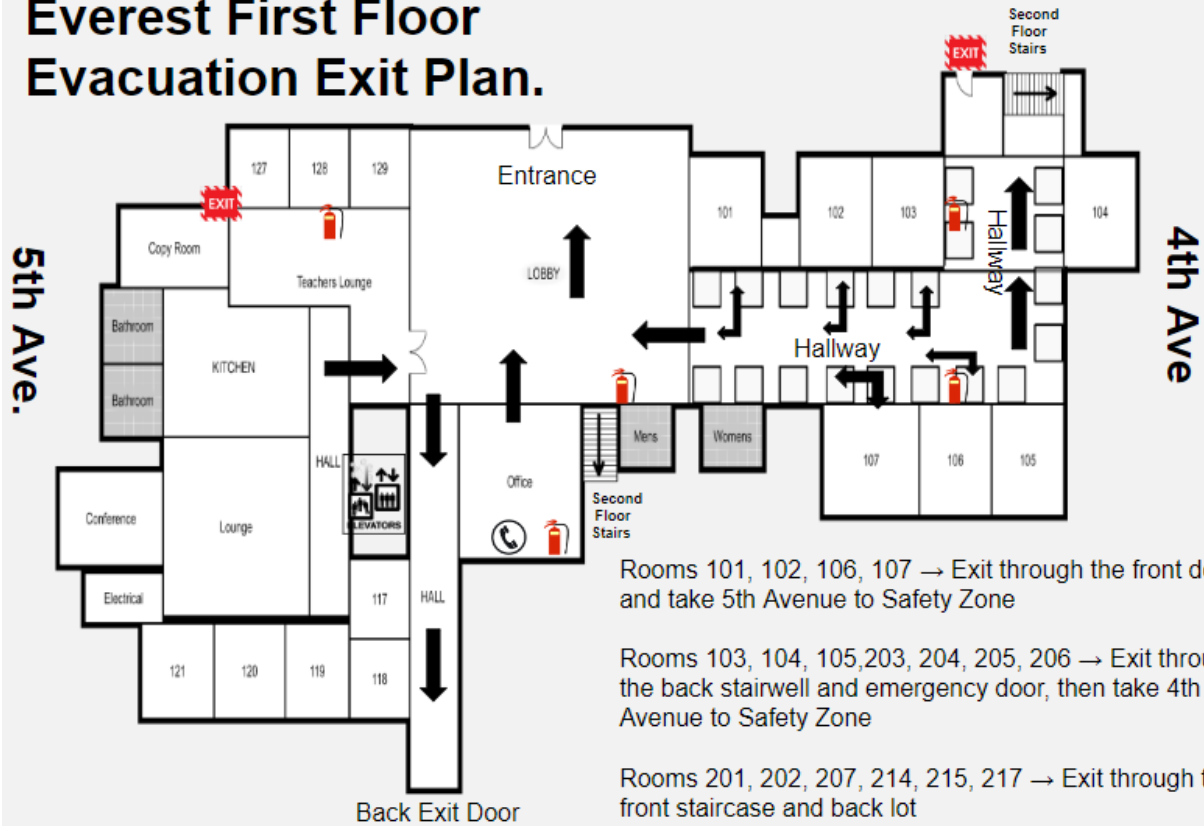 Everest First Floor
Evacuation Exit Plan.
Second
Floor
Stairs
EXIT
127
128
129
Entrance
101
102
103
104
EXIT
Copy Room
Teachers Lounge
LOBBY
Hallway
5th Ave.
4th Ave
Bathroom
KITCHEN
Hallway
Bathroom
Mens
Womens
HALL
Office
107
106
105
Conference
Lounge
ELEVATORS
Second
Floor
Stairs
Electrical
117
HALL
121
120
119
118
Back Exit Door
Rooms 101, 102, 106, 107 → Exit through the front
and take 5th Avenue to Safety Zone
Rooms 103, 104, 105,203, 204, 205, 206 → Exit
the back stairwell and emergency door, then take 4th
Avenue to Safety Zone
Rooms 201, 202, 207, 214, 215, 217 → Exit through
front staircase and back lot